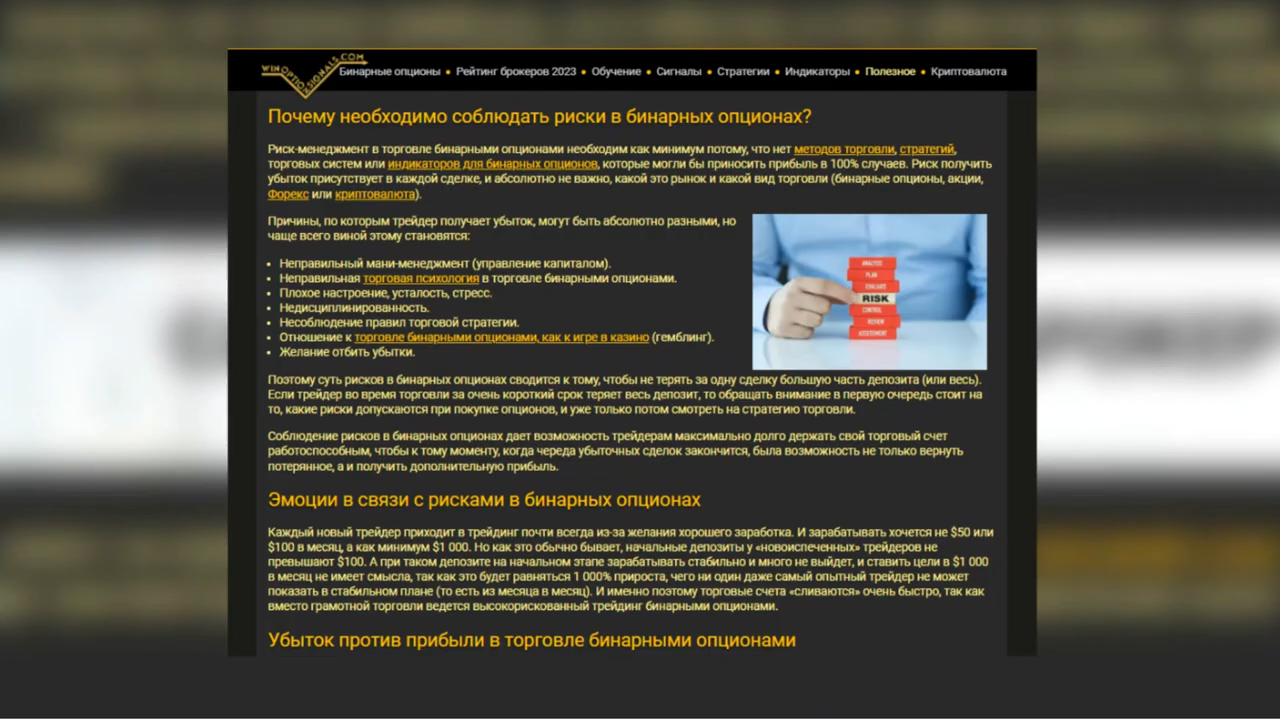 WINOPTIONSIGNALS.COM
Бинарные опционы • Рейтинг брокеров 2023 • Обучение • Сигналы • Стратегии • Индикаторы • Полезное • Криптовалюта
Почему необходимо соблюдать риски в бинарных опционах?
Риск-менеджмент в торговле бинарными опционами необходим как минимум потому, что нет методов торговли, стратегий,
торговых систем или индикаторов для бинарных опционов, которые могли бы приносить прибыль в 100% случаев. Риск получить
убыток присутствует в каждой сделке, и абсолютно не важно, какой это рынок и какой вид торговли (бинарные опционы, акции,
Форекс или криптовалюта).
Причины, по которым трейдер получает убыток, могут быть абсолютно разными, но
чаще всего виной этому становятся:
• Неправильный мани-менеджмент (управление капиталом).
• Неправильная торговая психология в торговле бинарными опционами.
• Плохое настроение, усталость, стресс.
• Недисциплинированность.
• Несоблюдение правил торговой стратегии.
• Отношение к торговле бинарными опционами, как к игре в казино (гемблинг).
• Желание отбить убытки.
ANALYSIS
PLAN
EVALUATE
RISK
CONTROL
REVIEW
ASSESSMENT
Поэтому суть рисков в бинарных опционах сводится к тому, чтобы не терять за одну сделку большую часть депозита (или весь).
Если трейдер во время торговли за очень короткий срок теряет весь депозит, то обращать внимание в первую очередь стоит на
то, какие риски допускаются при покупке опционов, и уже только потом смотреть на стратегию торговли.
Соблюдение рисков в бинарных опционах дает возможность трейдерам максимально долго держать свой торговый счет
работоспособным, чтобы к тому моменту, когда череда убыточных сделок закончится, была возможность не только вернуть
потерянное, а и получить дополнительную прибыль.
Эмоции в связи с рисками в бинарных опционах
Каждый новый трейдер приходит в трейдинг почти всегда из-за желания хорошего заработка. И зарабатывать хочется не $50 или
$100 в месяц, а как минимум $1 000. Но как это обычно бывает, начальные депозиты у «новоиспеченных» трейдеров не
превышают $100. А при таком депозите на начальном этапе зарабатывать стабильно и много не выйдет, и ставить цели в $1 000
в месяц не имеет смысла, так как это будет равняться 1 000% прироста, чего ни один даже самый опытный трейдер не может
показать в стабильном плане (то есть из месяца в месяц). И именно поэтому торговые счета «сливаются» очень быстро, так как
вместо грамотной торговли ведется высокорискованный трейдинг бинарными опционами.
Убыток против прибыли в торговле бинарными опционами